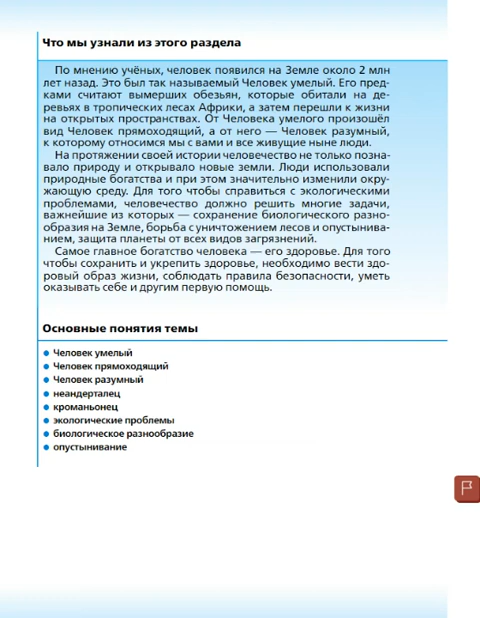 Что мы узнали из этого раздела
По мнению учёных, человек появился на Земле около 2 млн
лет назад. Это был так называемый Человек умелый. Его пред-
ками считают вымерших обезьян, которые обитали на де-
ревьях в тропических лесах Африки, а затем перешли к жизни
на открытых пространствах. От Человека умелого произошёл
вид Человек прямоходящий, а от него — Человек разумный,
к которому относимся мы с вами и все живущие ныне люди.
На протяжении своей истории человечество не только позна-
вало природу и открывало новые земли. Люди использовали
природные богатства и при этом значительно изменили окру-
жающую среду. Для того чтобы справиться с экологическими
проблемами, человечество должно решить многие задачи,
важнейшие из которых — сохранение биологического разно-
образия на Земле, борьба с уничтожением лесов и опустынива-
нием, защита планеты от всех видов загрязнений.
Самое главное богатство человека — его здоровье. Для того
чтобы сохранить и укрепить здоровье, необходимо вести здо-
ровый образ жизни, соблюдать правила безопасности, уметь
оказывать себе и другим первую помощь.
Основные понятия темы
● Человек умелый
● Человек прямоходящий
● Человек разумный
● неандерталец
● кроманьонец
● экологические проблемы
● биологическое разнообразие
● опустынивание